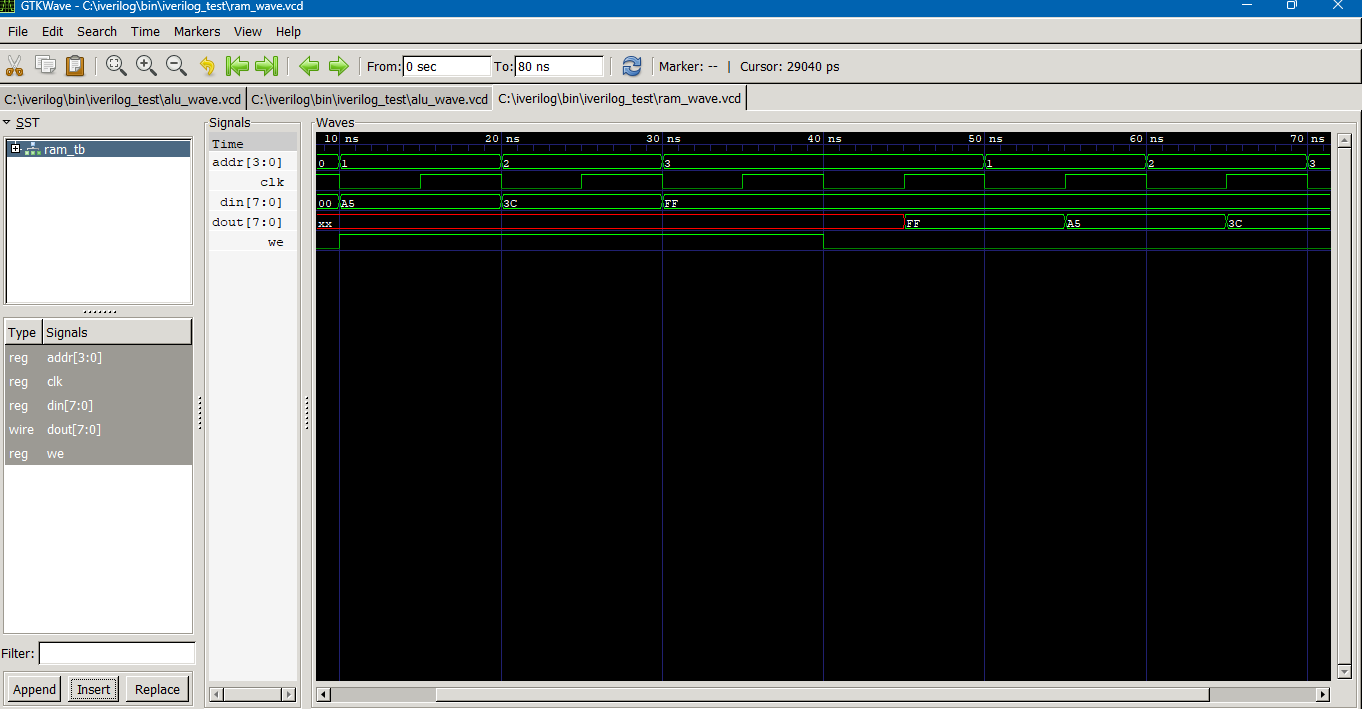 GTKWave - C:\iverilog\bin\iverilog_test\ram_wave.vcd
File Edit Search Time Markers View Help
From: 0 sec To: 80 ns Marker: -- | Cursor: 29040 ps
C:\iverilog\bin\iverilog_test\alu_wave.vcd C:\iverilog\bin\iverilog_test\alu_wave.vcd C:\iverilog\bin\iverilog_test\ram_wave.vcd
SST
ram_tb
Type Signals
reg addr[3:0]
reg clk
reg din[7:0]
wire dout[7:0]
reg we
Filter:
Append Insert Replace
Signals
Time
addr[3:0]
clk
din[7:0]
dout[7:0]
we
Waves
10 ns 20 ns 30 ns 40 ns 50 ns 60 ns 70 ns
0 1 2 3 1 2 3
00 A5 3C FF
xx FF A5 3C